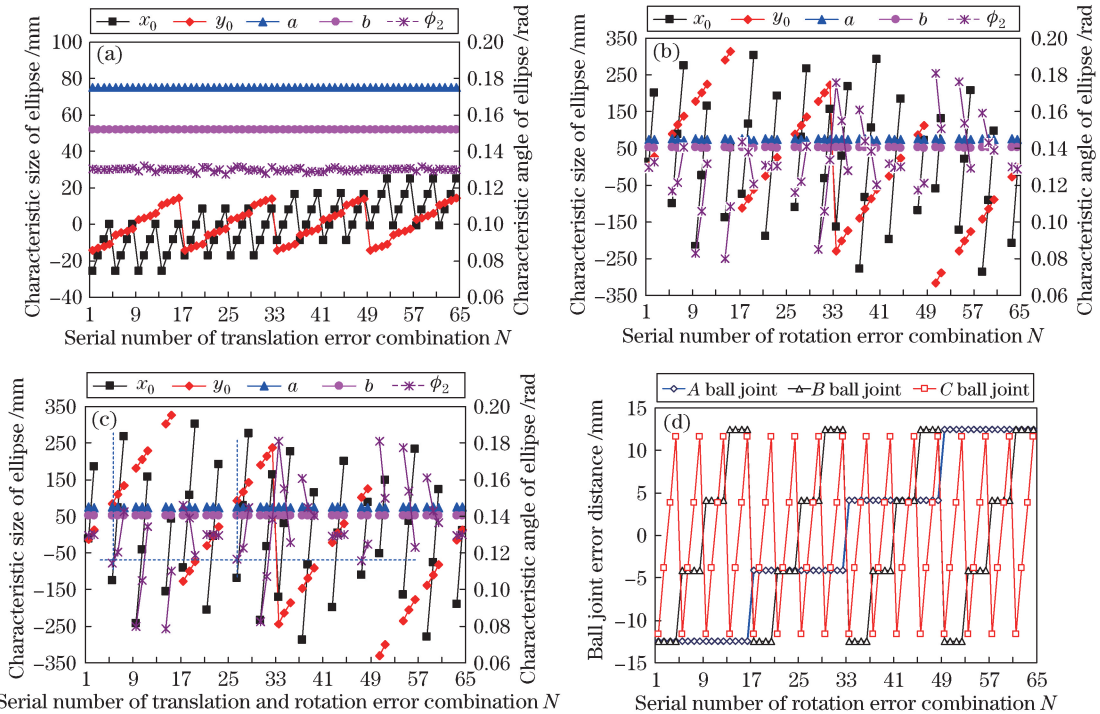 x₀ y₀ a b ϕ₂
(a)
Characteristic size of ellipse /mm
100
80
60
40
20
0
−20
−40
Characteristic angle of ellipse /rad
0.20
0.18
0.16
0.14
0.12
0.10
0.08
0.06
1 9 17 25 33 41 49 57 65
Serial number of translation error combination N
x₀ y₀ a b ϕ₂
(b)
Characteristic size of ellipse /mm
350
250
150
50
−50
−150
−250
−350
Characteristic angle of ellipse /rad
0.20
0.18
0.16
0.14
0.12
0.10
0.08
0.06
1 9 17 25 33 41 49 57 65
Serial number of rotation error combination N
x₀ y₀ a b ϕ₂
(c)
Characteristic size of ellipse /mm
350
250
150
50
−50
−150
−250
−350
Characteristic angle of ellipse /rad
0.20
0.18
0.16
0.14
0.12
0.10
0.08
0.06
1 9 17 25 33 41 49 57 65
Serial number of translation and rotation error combination N
A ball joint B ball joint C ball joint
(d)
Ball joint error distance /mm
15
10
5
0
−5
−10
−15
1 9 17 25 33 41 49 57 65
Serial number of rotation error combination N